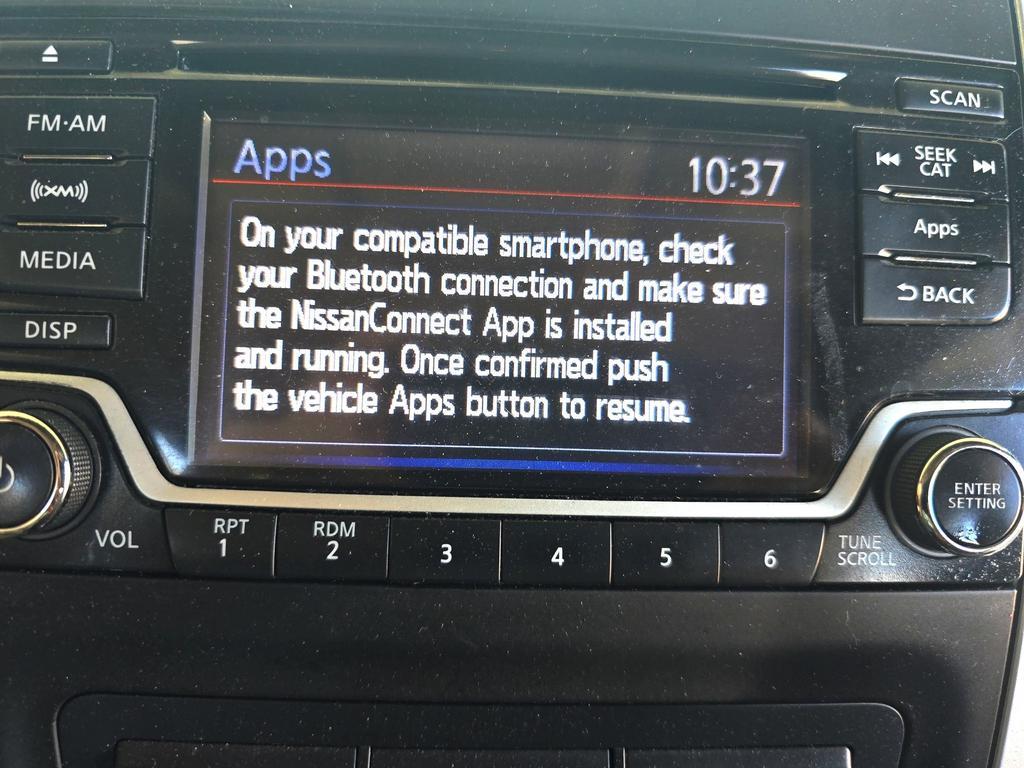 FM·AM
((XM))
MEDIA
DISP
VOL
Apps
10:37
On your compatible smartphone, check
your Bluetooth connection and make sure
the NissanConnect App is installed
and running. Once confirmed push
the vehicle Apps button to resume.
SCAN
SEEK
CAT
Apps
BACK
ENTER
SETTING
TUNE
SCROLL
RPT
1
RDM
2
3
4
5
6